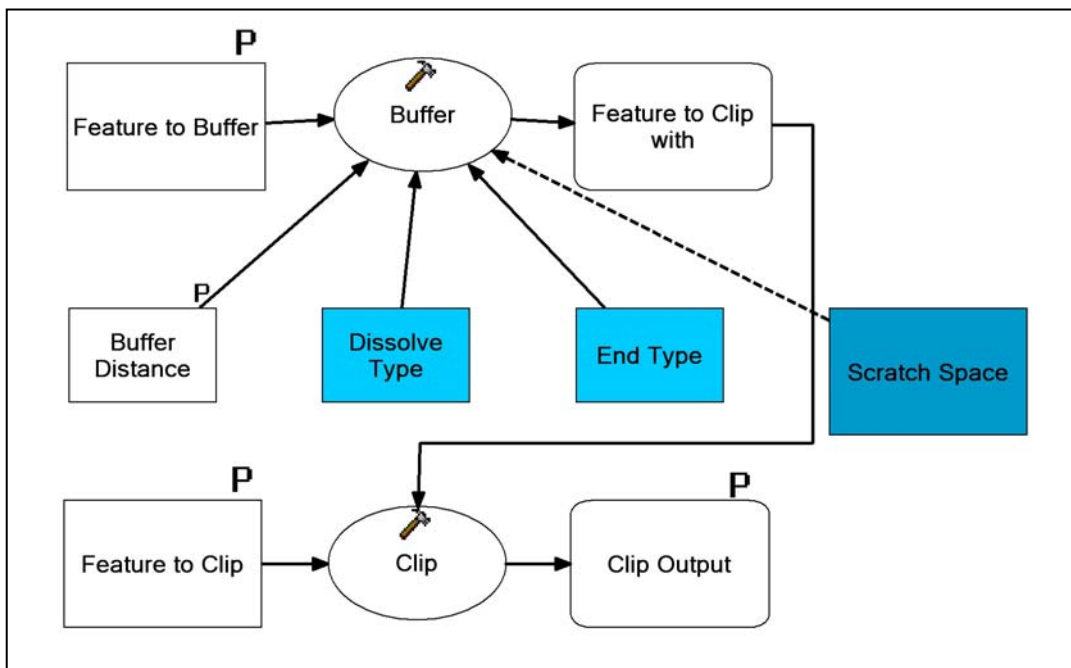 P
Feature to Buffer
Buffer
Feature to Clip
with
P
Buffer
Distance
Dissolve
Type
End Type
Scratch Space
P
Feature to Clip
Clip
P
Clip Output